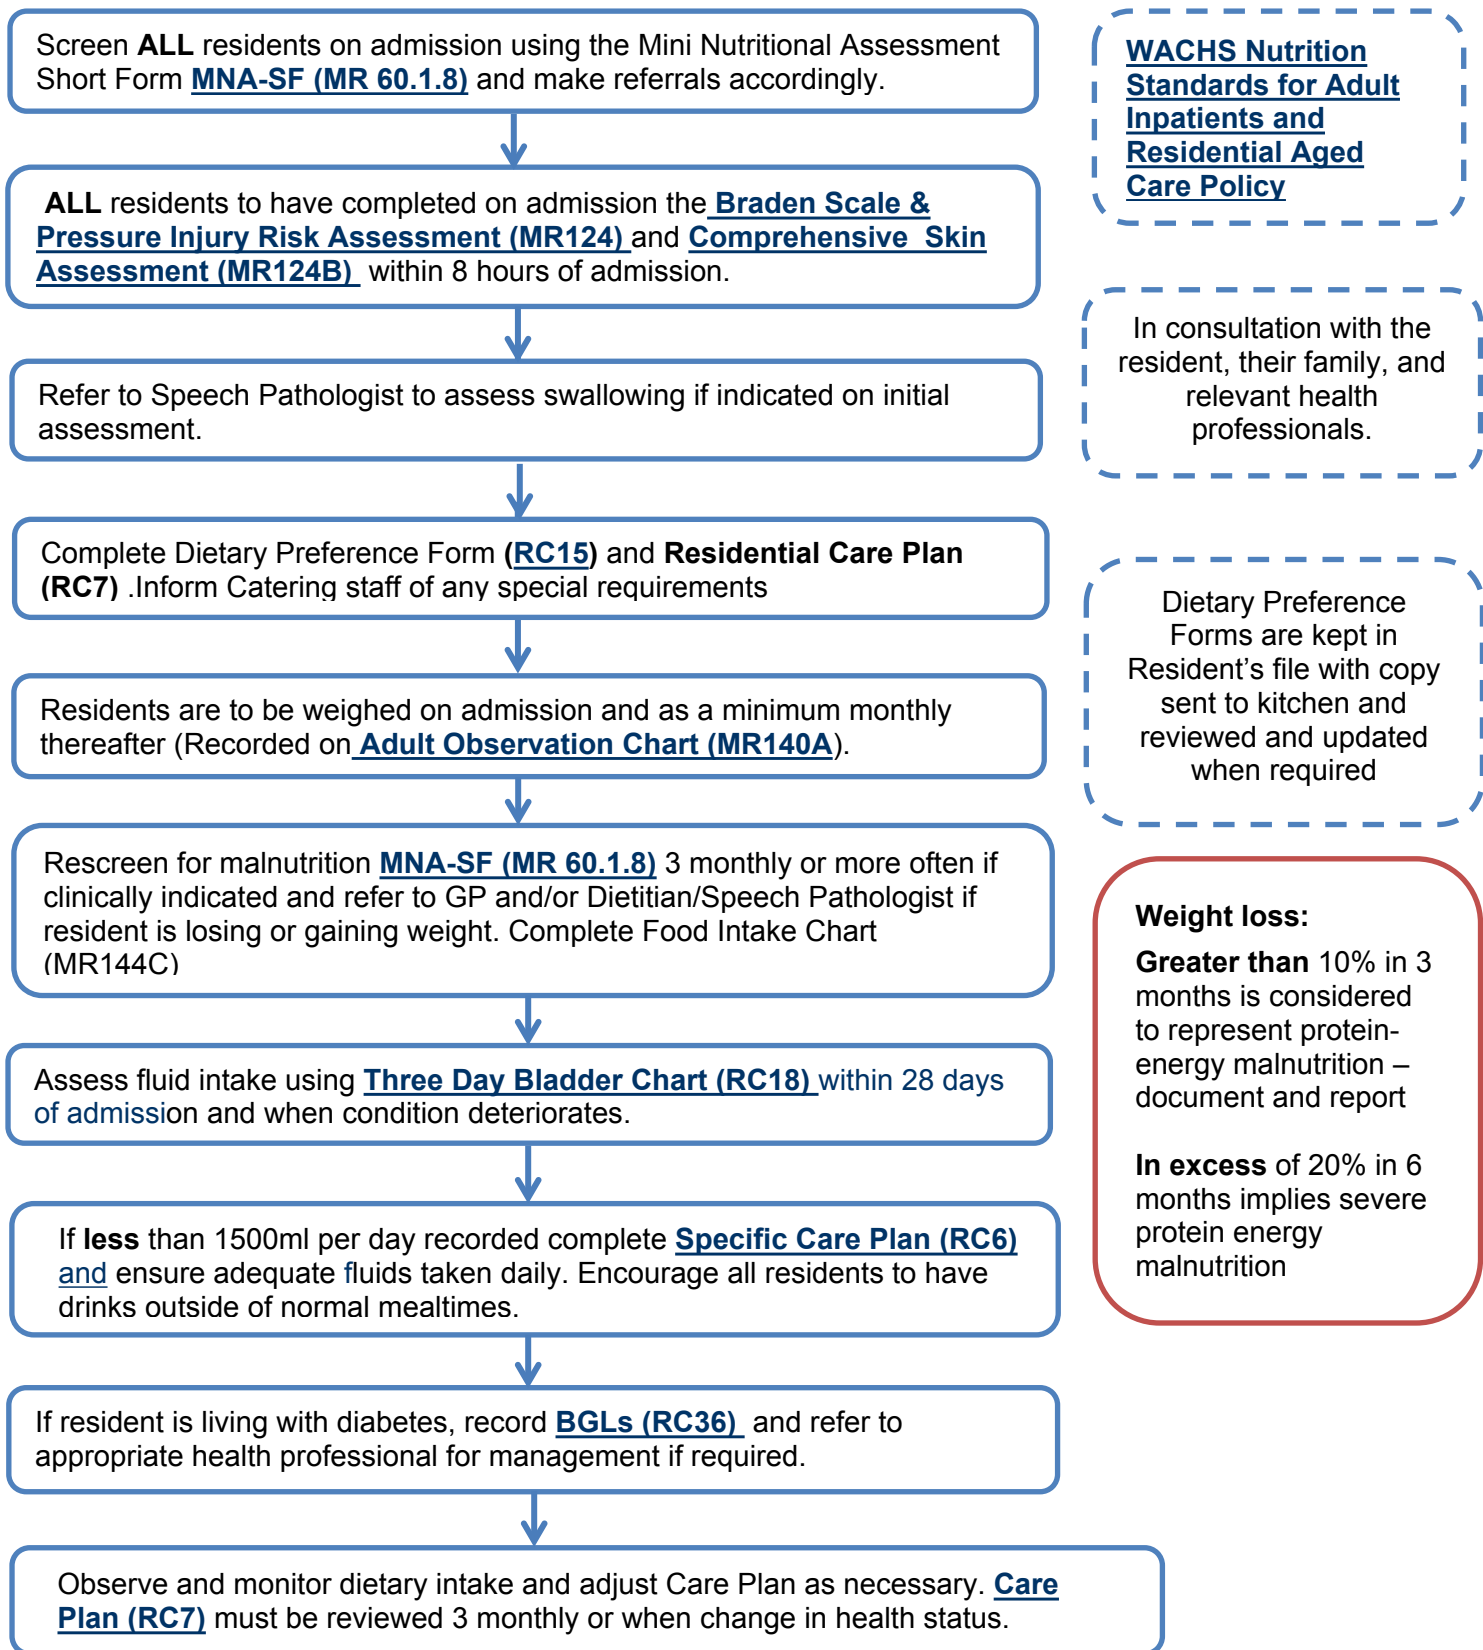 Screen ALL residents on admission using the Mini Nutritional Assessment
Short Form MNA-SF (MR 60.1.8) and make referrals accordingly.
ALL residents to have completed on admission the Braden Scale &
Pressure Injury Risk Assessment (MR124) and Comprehensive Skin
Assessment (MR124B) within 8 hours of admission.
Refer to Speech Pathologist to assess swallowing if indicated on initial
assessment.
Complete Dietary Preference Form (RC15) and Residential Care Plan
(RC7) .Inform Catering staff of any special requirements
Residents are to be weighed on admission and as a minimum monthly
thereafter (Recorded on Adult Observation Chart (MR140A).
Rescreen for malnutrition MNA-SF (MR 60.1.8) 3 monthly or more often if
clinically indicated and refer to GP and/or Dietitian/Speech Pathologist if
resident is losing or gaining weight. Complete Food Intake Chart
(MR144C)
Assess fluid intake using Three Day Bladder Chart (RC18) within 28 days
of admission and when condition deteriorates.
If less than 1500ml per day recorded complete Specific Care Plan (RC6)
and ensure adequate fluids taken daily. Encourage all residents to have
drinks outside of normal mealtimes.
If resident is living with diabetes, record BGLs (RC36) and refer to
appropriate health professional for management if required.
Observe and monitor dietary intake and adjust Care Plan as necessary. Care
Plan (RC7) must be reviewed 3 monthly or when change in health status.
WACHS Nutrition
Standards for Adult
Inpatients and
Residential Aged
Care Policy
In consultation with the
resident, their family, and
relevant health
professionals.
Dietary Preference
Forms are kept in
Resident's file with copy
sent to kitchen and
reviewed and updated
when required
Weight loss:
Greater than 10% in 3
months is considered
to represent protein-
energy malnutrition –
document and report
In excess of 20% in 6
months implies severe
protein energy
malnutrition